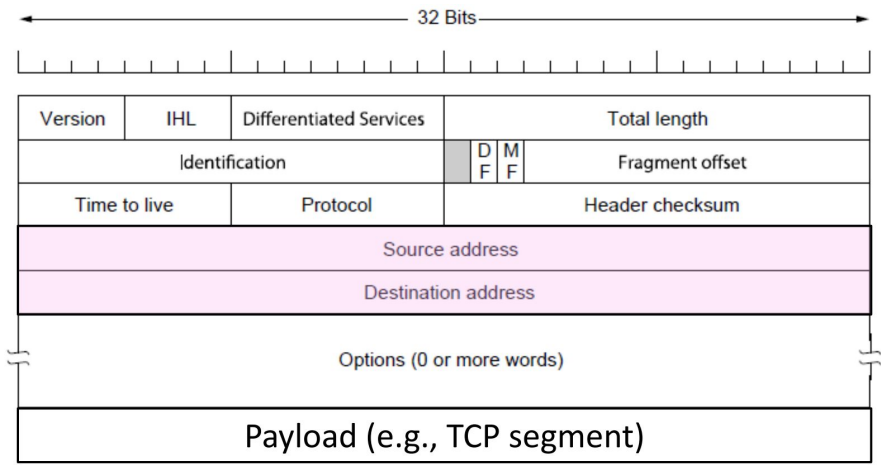 32 Bits
Version IHL Differentiated Services Total length
Identification D F M F Fragment offset
Time to live Protocol Header checksum
Source address
Destination address
Options (0 or more words)
Payload (e.g., TCP segment)